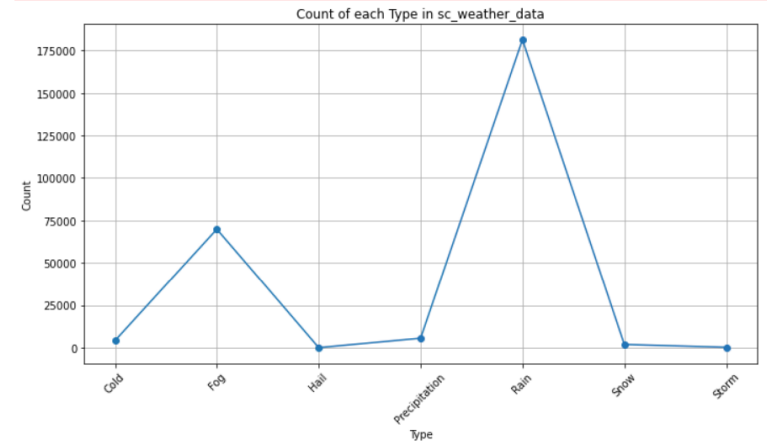 Count of each Type in sc_weather_data
175000
150000
125000
100000
75000
50000
25000
0
Count
Cold
Fog
Hail
Precipitation
Rain
Snow
Storm
Type